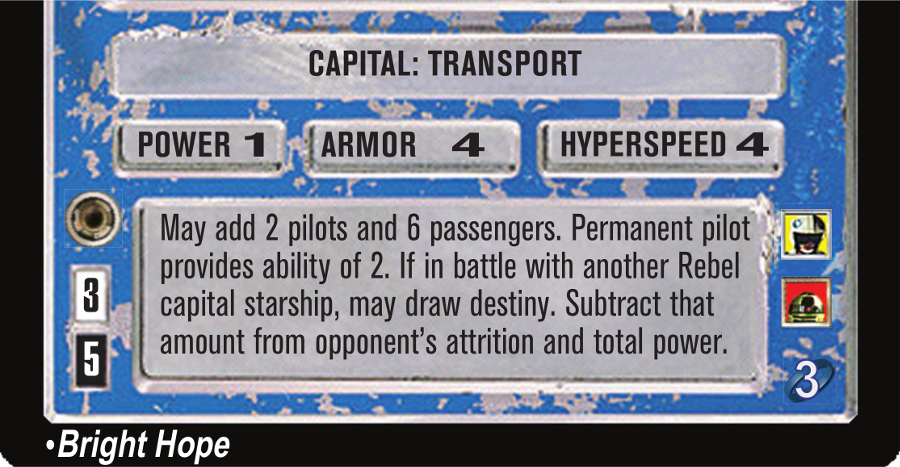 CAPITAL: TRANSPORT
POWER 1 ARMOR 4 HYPERSPEED 4
May add 2 pilots and 6 passengers. Permanent pilot
provides ability of 2. If in battle with another Rebel
capital starship, may draw destiny. Subtract that
amount from opponent's attrition and total power.
3
5
3
•Bright Hope